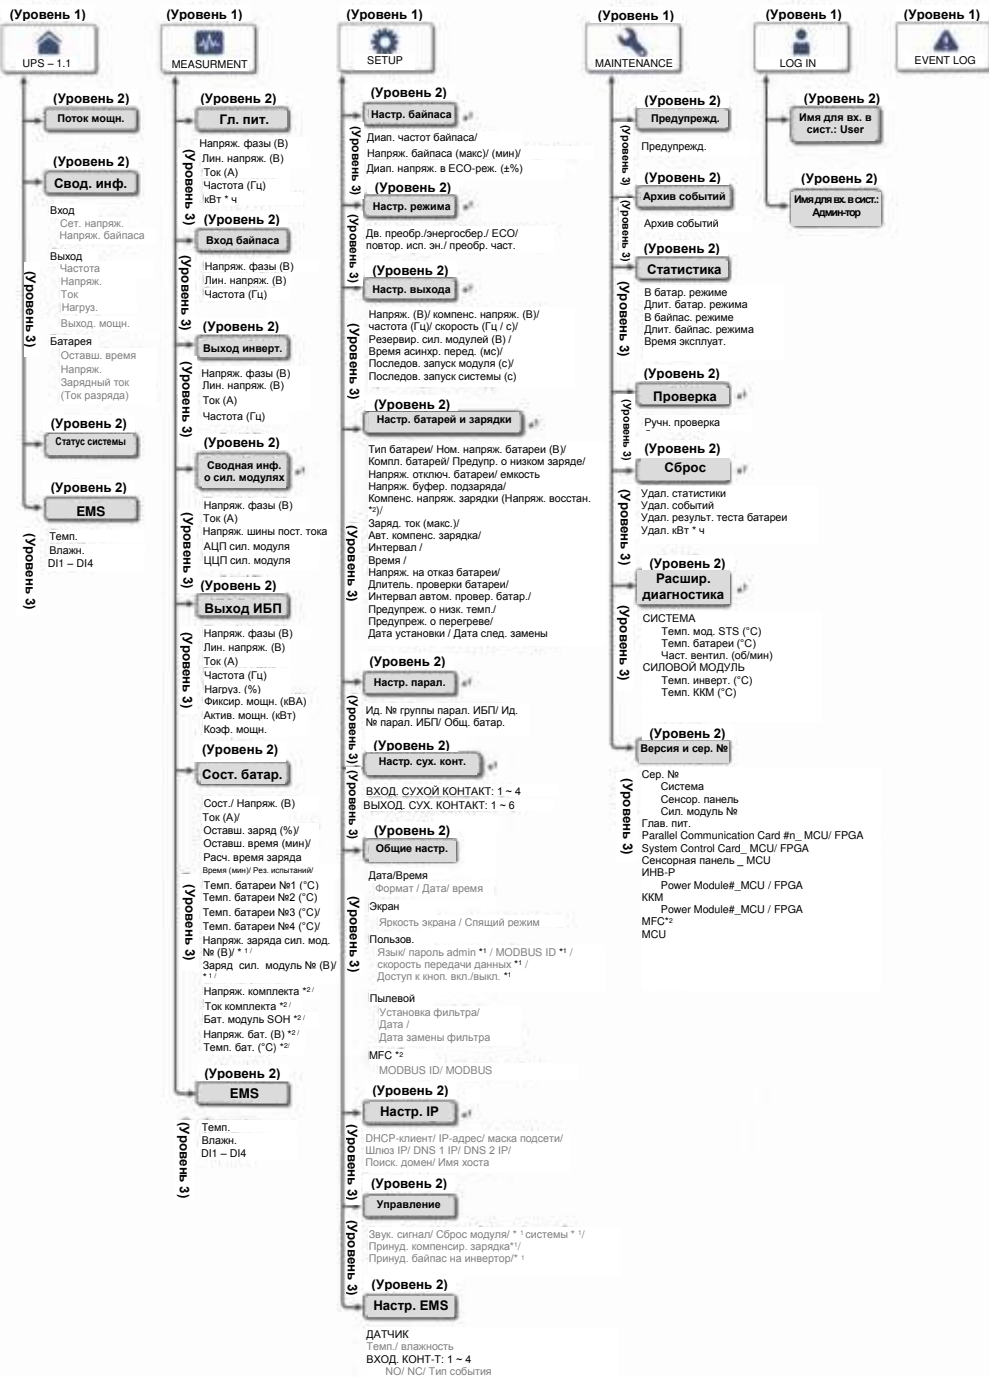 (Уровень 1)
UPS – 1.1
(Уровень 2)
Поток мощн.
(Уровень 2)
Свод. инф.
(Уровень 3)
Вход
Сет. напряж.
Напряж. байпаса
Выход
Частота
Напряж.
Ток
Нагруз.
Выход. мощн.
Батарея
Оставш. время
Напряж.
Зарядный ток
(Ток разряда)
(Уровень 2)
Статус системы
(Уровень 2)
EMS
(Уровень 3)
Темп.
Влажн.
DI1 – DI4
(Уровень 1)
MEASURMENT
(Уровень 2)
Гл. пит.
(Уровень 3)
Напряж. фазы (В)
Лин. напряж. (В)
Ток (А)
Частота (Гц)
кВт * ч
(Уровень 2)
Вход байпаса
(Уровень 3)
Напряж. фазы (В)
Лин. напряж. (В)
Частота (Гц)
(Уровень 2)
Выход инверт.
(Уровень 3)
Напряж. фазы (В)
Лин. напряж. (В)
Ток (А)
Частота (Гц)
(Уровень 2)
Сводная инф.
о сил. модулях
(Уровень 3)
Напряж. фазы (В)
Ток (А)
Напряж. шины пост. тока
АЦП сил. модуля
ЦЦП сил. модуля
(Уровень 2)
Выход ИБП
(Уровень 3)
Напряж. фазы (В)
Лин. напряж. (В)
Ток (А)
Частота (Гц)
Нагруз. (%)
Фиксир. мощн. (кВА)
Актив. мощн. (кВт)
Коэф. мощн.
(Уровень 2)
Сост. батар.
(Уровень 3)
Сост./ Напряж. (В)
Ток (А)/
Оставш. заряд (%)/
Оставш. время (мин)/
Расч. время заряда
Время (мин)/ Рез. испытаний/
Темп. батареи №1 (°C)
Темп. батареи №2 (°C)
Темп. батареи №3 (°C)/
Темп. батареи №4 (°C)/
Напряж. заряда сил. мод.
№ (В)/ *1/
Заряд сил. модуль № (В)/
*1/
Напряж. комплекта *2/
Ток комплекта *2/
Бат. модуль SOH *2/
Напряж. бат. (В) *2/
Темп. бат. (°C) *2/
(Уровень 2)
EMS
(Уровень 3)
Темп.
Влажн.
DI1 – DI4
(Уровень 1)
SETUP
(Уровень 2)
Настр. байпаса *1
(Уровень 3)
Диап. частот байпаса/
Напряж. байпаса (макс)/ (мин)/
Диап. напряж. в ECO-реж. (±%)
(Уровень 2)
Настр. режима *1
(Уровень 3)
Дв. преобр./энергосбер./ ECO/
повтор. исп. эн./ преобр. част.
(Уровень 2)
Настр. выхода *1
(Уровень 3)
Напряж. (В)/ компенс. напряж. (В)/
частота (Гц)/ скорость (Гц / с)/
Резервир. сил. модулей (В) /
Время асинхр. перед. (мс)/
Последов. запуск модуля (с)/
Последов. запуск системы (с)
(Уровень 2)
Настр. батарей и зарядки *1
(Уровень 3)
Тип батареи/ Ном. напряж. батареи (В)/
Компл. батарей/ Предупр. о низком заряде/
Напряж. отключ. батареи/ емкость
Напряж. буфер. подзаряда/
Компенс. напряж. зарядки (Напряж. восстан.
*2)/
Заряд. ток (макс.)/
Авт. компенс. зарядка/
Интервал /
Время /
Напряж. на отказ батареи/
Длитель. проверки батареи/
Интервал автом. провер. батар./
Предупреж. о низк. темп./
Предупреж. о перегреве/
Дата установки / Дата след. замены
(Уровень 2)
Настр. парал. *1
(Уровень 3)
Ид. № группы парал. ИБП/ Ид.
№ парал. ИБП/ Общ. батар.
(Уровень 2)
Настр. сух. конт. *1
(Уровень 3)
ВХОД. СУХОЙ КОНТАКТ: 1 ~ 4
ВЫХОД. СУХ. КОНТАКТ: 1 ~ 6
(Уровень 2)
Общие настр.
(Уровень 3)
Дата/Время
Формат / Дата/ время
Экран
Яркость экрана / Спящий режим
Пользов.
Язык/ пароль admin *1 / MODBUS ID *1 /
скорость передачи данных *1 /
Доступ к кноп. вкл./выкл. *1
Пылевой
Установка фильтра/
Дата /
Дата замены фильтра
MFC *2
MODBUS ID/ MODBUS
(Уровень 2)
Настр. IP *1
(Уровень 3)
DHCP-клиент/ IP-адрес/ маска подсети/
Шлюз IP/ DNS 1 IP/ DNS 2 IP/
Поиск. домен/ Имя хоста
(Уровень 2)
Управление
(Уровень 3)
Звук. сигнал/ Сброс модуля/ *1 системы *1/
Принуд. компенсир. зарядка*1/
Принуд. байпас на инвертор/*1
(Уровень 2)
Настр. EMS
ДАТЧИК
Темп./ влажность
ВХОД. КОНТ-Т: 1 ~ 4
NO/ NC/ Тип события
(Уровень 1)
MAINTENANCE
(Уровень 2)
Предупрежд.
(Уровень 3)
Предупрежд.
(Уровень 2)
Архив событий
(Уровень 3)
Архив событий
(Уровень 2)
Статистика
(Уровень 3)
В батар. режиме
Длит. батар. режима
В байпас. режиме
Длит. байпас. режима
Время эксплуат.
(Уровень 2)
Проверка *1
(Уровень 3)
Ручн. проверка
(Уровень 2)
Сброс *1
(Уровень 3)
Удал. статистики
Удал. событий
Удал. результ. теста батареи
Удал. кВт * ч
(Уровень 2)
Расшир.
диагностика *1
(Уровень 3)
СИСТЕМА
Темп. мод. STS (°C)
Темп. батареи (°C)
Част. вентил. (об/мин)
СИЛОВОЙ МОДУЛЬ
Темп. инверт. (°C)
Темп. ККМ (°C)
(Уровень 2)
Версия и сер. №
(Уровень 3)
Сер. №
Система
Сенсор. панель
Сил. модуль №
Глав. пит.
Parallel Communication Card #n_ MCU/ FPGA
System Control Card_ MCU/ FPGA
Сенсорная панель _ MCU
ИНВ-Р
Power Module#_MCU / FPGA
ККМ
Power Module#_MCU / FPGA
MFC*2
MCU
(Уровень 1)
LOG IN
(Уровень 2)
Имя для вх. в
сист.: User
(Уровень 2)
Имя для вх. в сист.:
Админ-тор
(Уровень 1)
EVENT LOG